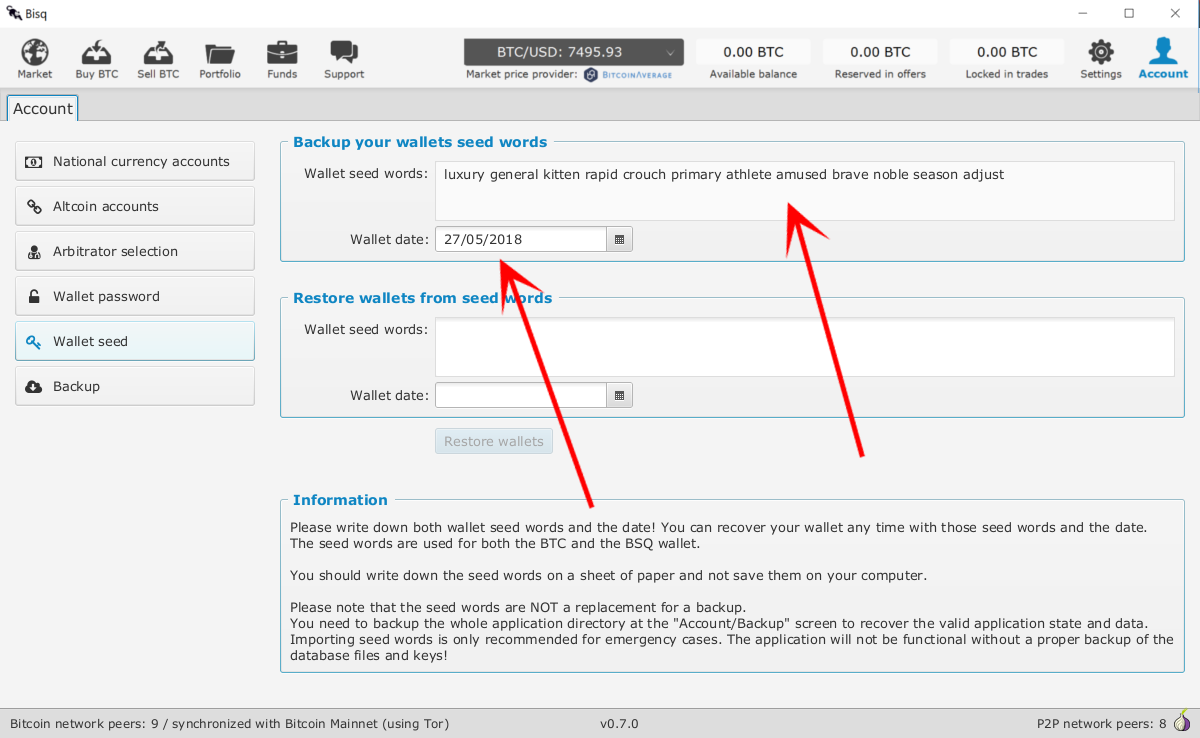 Bisq
Market
Buy BTC
Sell BTC
Portfolio
Funds
Support
BTC/USD: 7495.93
Market price provider: BITCOINAVERAGE
0.00 BTC
Available balance
0.00 BTC
Reserved in offers
0.00 BTC
Locked in trades
Settings
Account
Account
National currency accounts
Altcoin accounts
Arbitrator selection
Wallet password
Wallet seed
Backup
Backup your wallets seed words
Wallet seed words: luxury general kitten rapid crouch primary athlete amused brave noble season adjust
Wallet date: 27/05/2018
Restore wallets from seed words
Wallet seed words:
Wallet date:
Restore wallets
Information
Please write down both wallet seed words and the date! You can recover your wallet any time with those seed words and the date.
The seed words are used for both the BTC and the BSQ wallet.
You should write down the seed words on a sheet of paper and not save them on your computer.
Please note that the seed words are NOT a replacement for a backup.
You need to backup the whole application directory at the "Account/Backup" screen to recover the valid application state and data.
Importing seed words is only recommended for emergency cases. The application will not be functional without a proper backup of the
database files and keys!
Bitcoin network peers: 9 / synchronized with Bitcoin Mainnet (using Tor)
v0.7.0
P2P network peers: 8